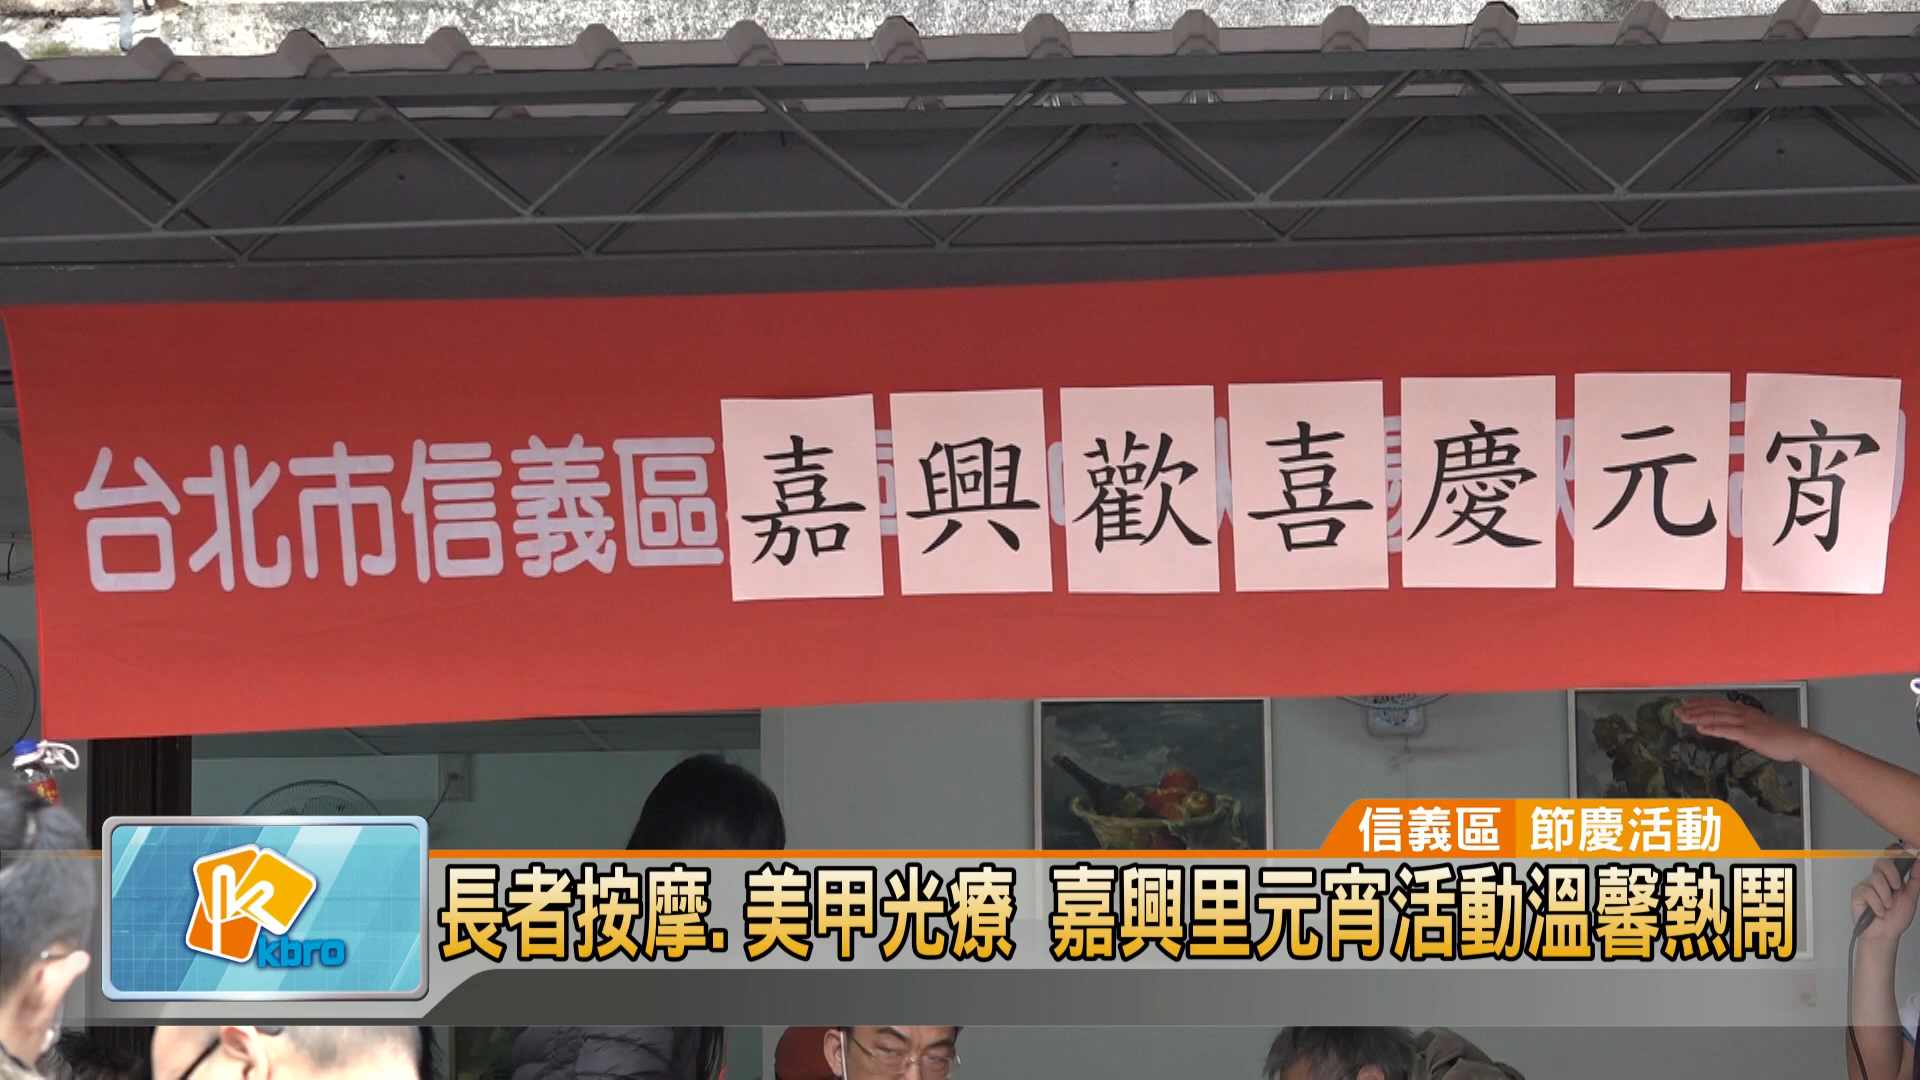 台北市信義區
嘉興歡喜慶元宵
信義區 節慶活動
kbro
長者按摩.美甲光療 嘉興里元宵活動溫馨熱鬧